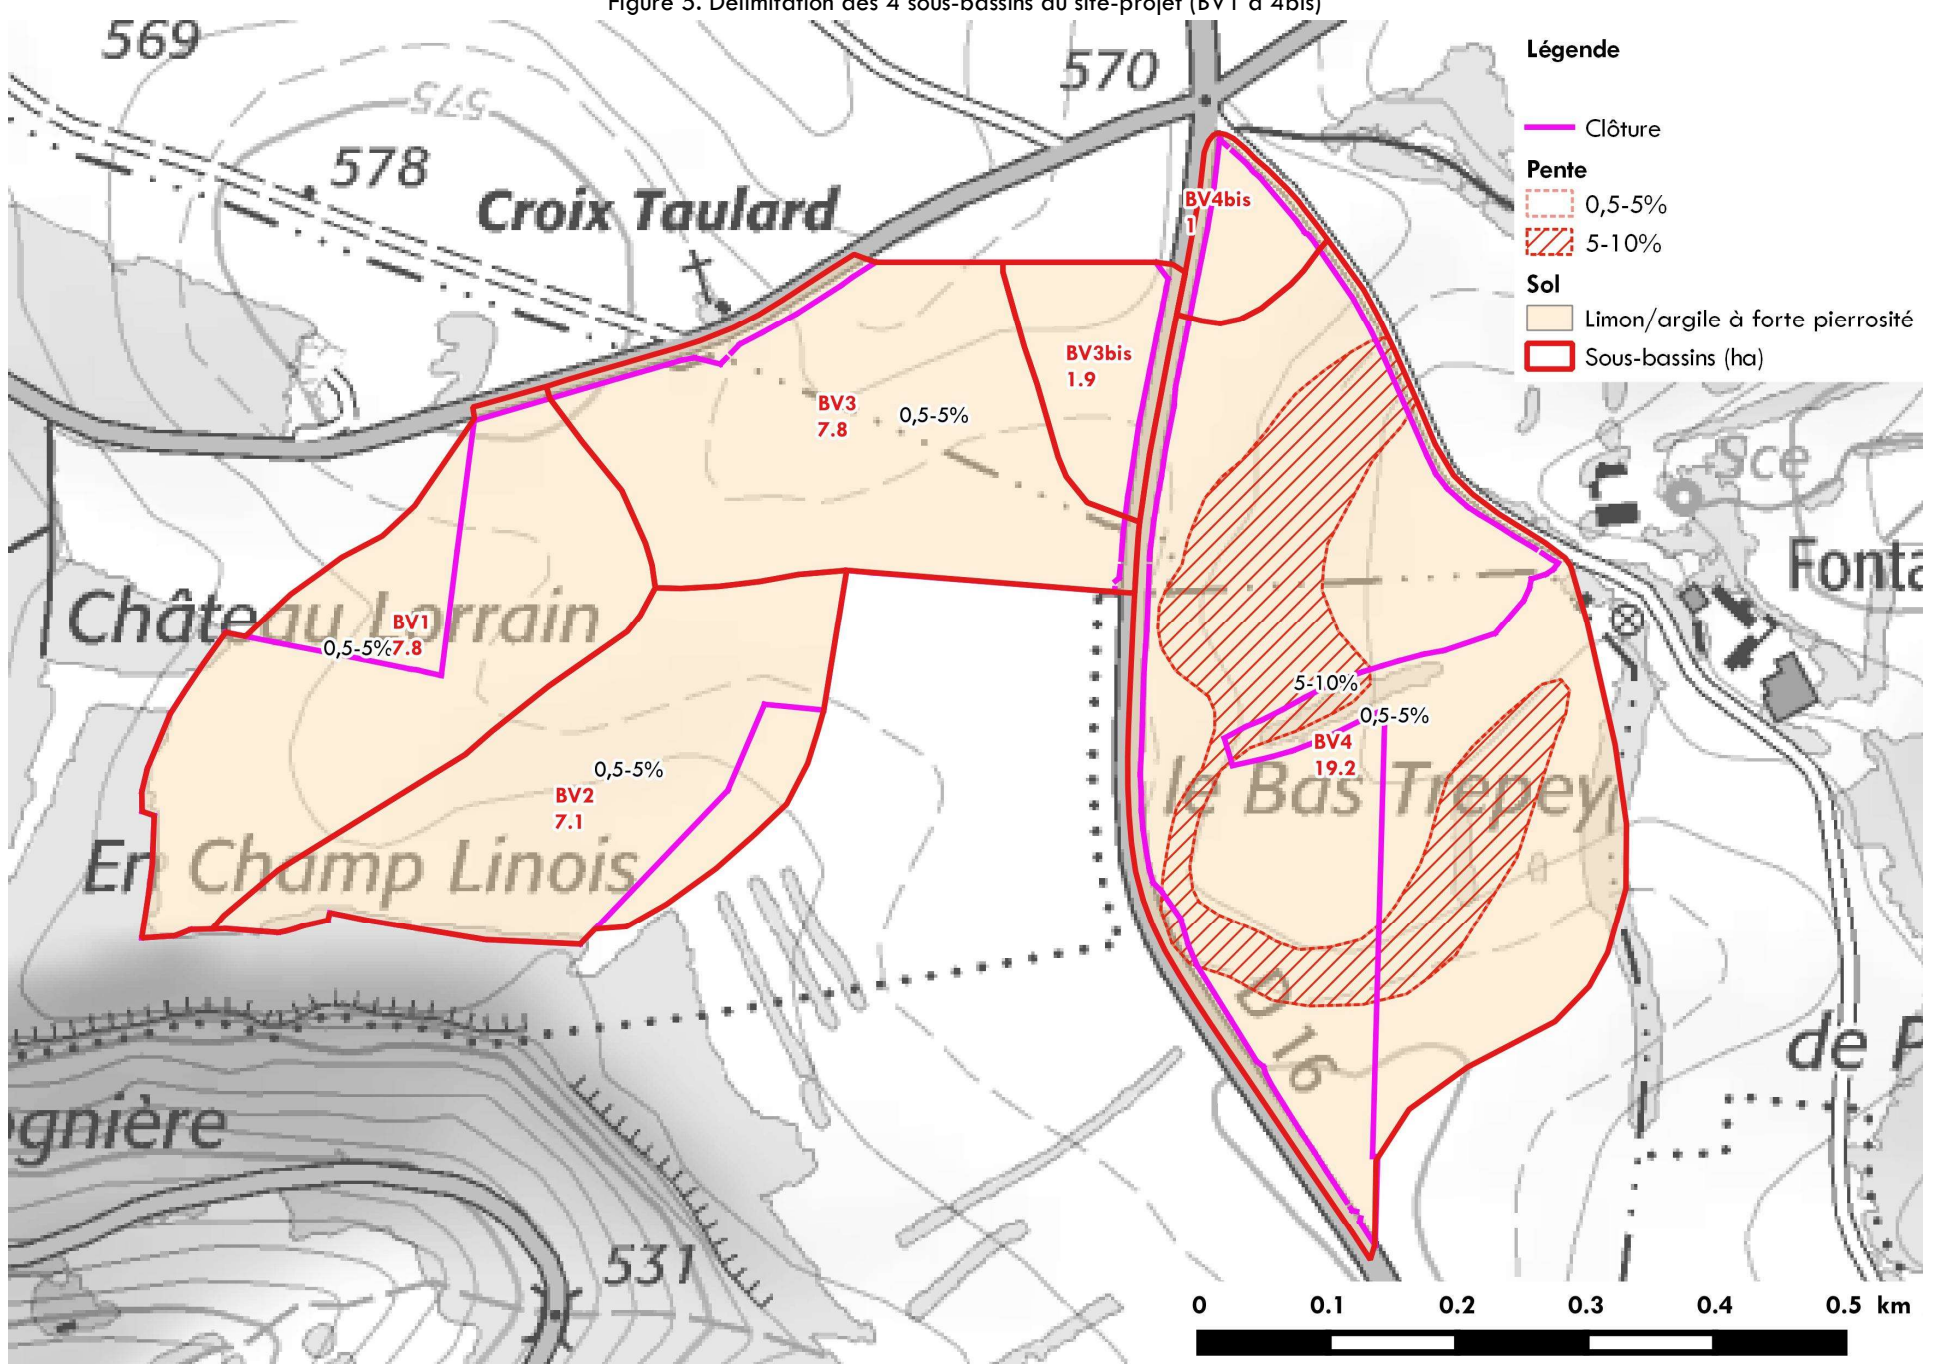 Figure 5. Délimitation des 4 sous-bassins du site-projet (BV1 à 4bis)
569
570
575
578
Croix Taulard
Légende
Clôture
Pente
0,5-5%
5-10%
Sol
Limon/argile à forte pierrosité
Sous-bassins (ha)
BV4bis
1
BV3bis
1.9
BV3
7.8
0,5-5%
Sce
Fonta
Château Lorrain
BV1
0,5-5%
7.8
5-10%
0,5-5%
BV4
19.2
le Bas Trepey
0,5-5%
BV2
7.1
En Champ Linois
D 16
de P
ognière
531
0 0.1 0.2 0.3 0.4 0.5 km